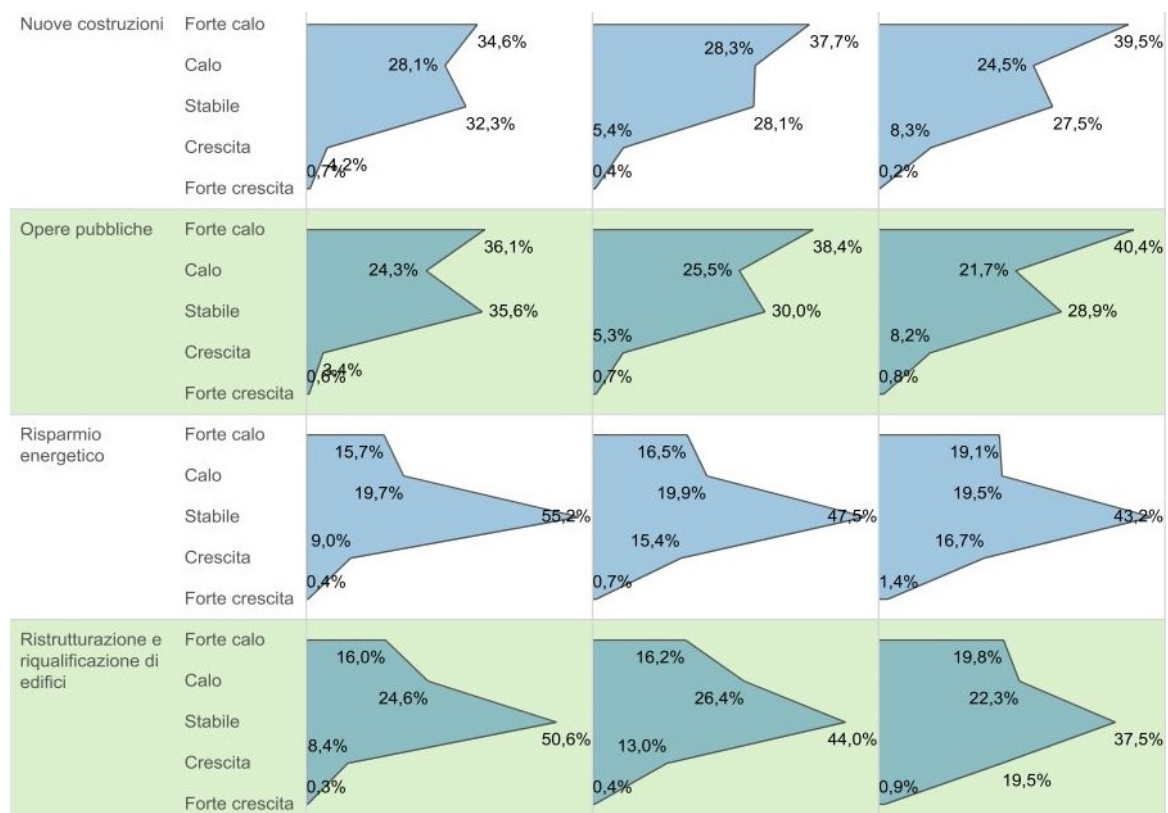 Nuove costruzioni Forte calo 34,6% 37,7% 39,5%
Calo 28,1% 28,3% 24,5%
Stabile 32,3% 28,1% 27,5%
Crescita 4,2% 5,4% 8,3%
Forte crescita 0,7% 0,4% 0,2%
Opere pubbliche Forte calo 36,1% 38,4% 40,4%
Calo 24,3% 25,5% 21,7%
Stabile 35,6% 30,0% 28,9%
Crescita 3,4% 5,3% 8,2%
Forte crescita 0,6% 0,7% 0,8%
Risparmio Forte calo 15,7% 16,5% 19,1%
energetico
Calo 19,7% 19,9% 19,5%
Stabile 55,2% 47,5% 43,2%
Crescita 9,0% 15,4% 16,7%
Forte crescita 0,4% 0,7% 1,4%
Ristrutturazione e Forte calo 16,0% 16,2% 19,8%
riqualificazione di
edifici Calo 24,6% 26,4% 22,3%
Stabile 50,6% 44,0% 37,5%
Crescita 8,4% 13,0% 19,5%
Forte crescita 0,3% 0,4% 0,9%